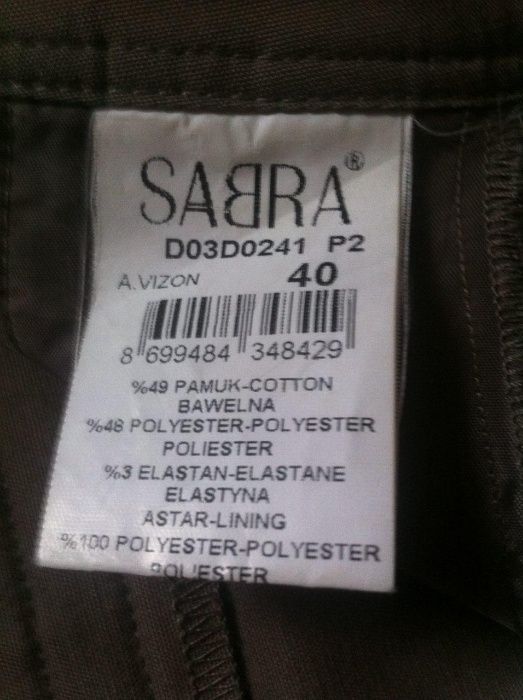 SABRA®
D03D0241 P2
A.VIZON 40
8 699484 348429
%49 PAMUK-COTTON
BAWELNA
%48 POLYESTER-POLYESTER
POLIESTER
%3 ELASTAN-ELASTANE
ELASTYNA
ASTAR-LINING
%100 POLYESTER-POLYESTER
POLIESTER